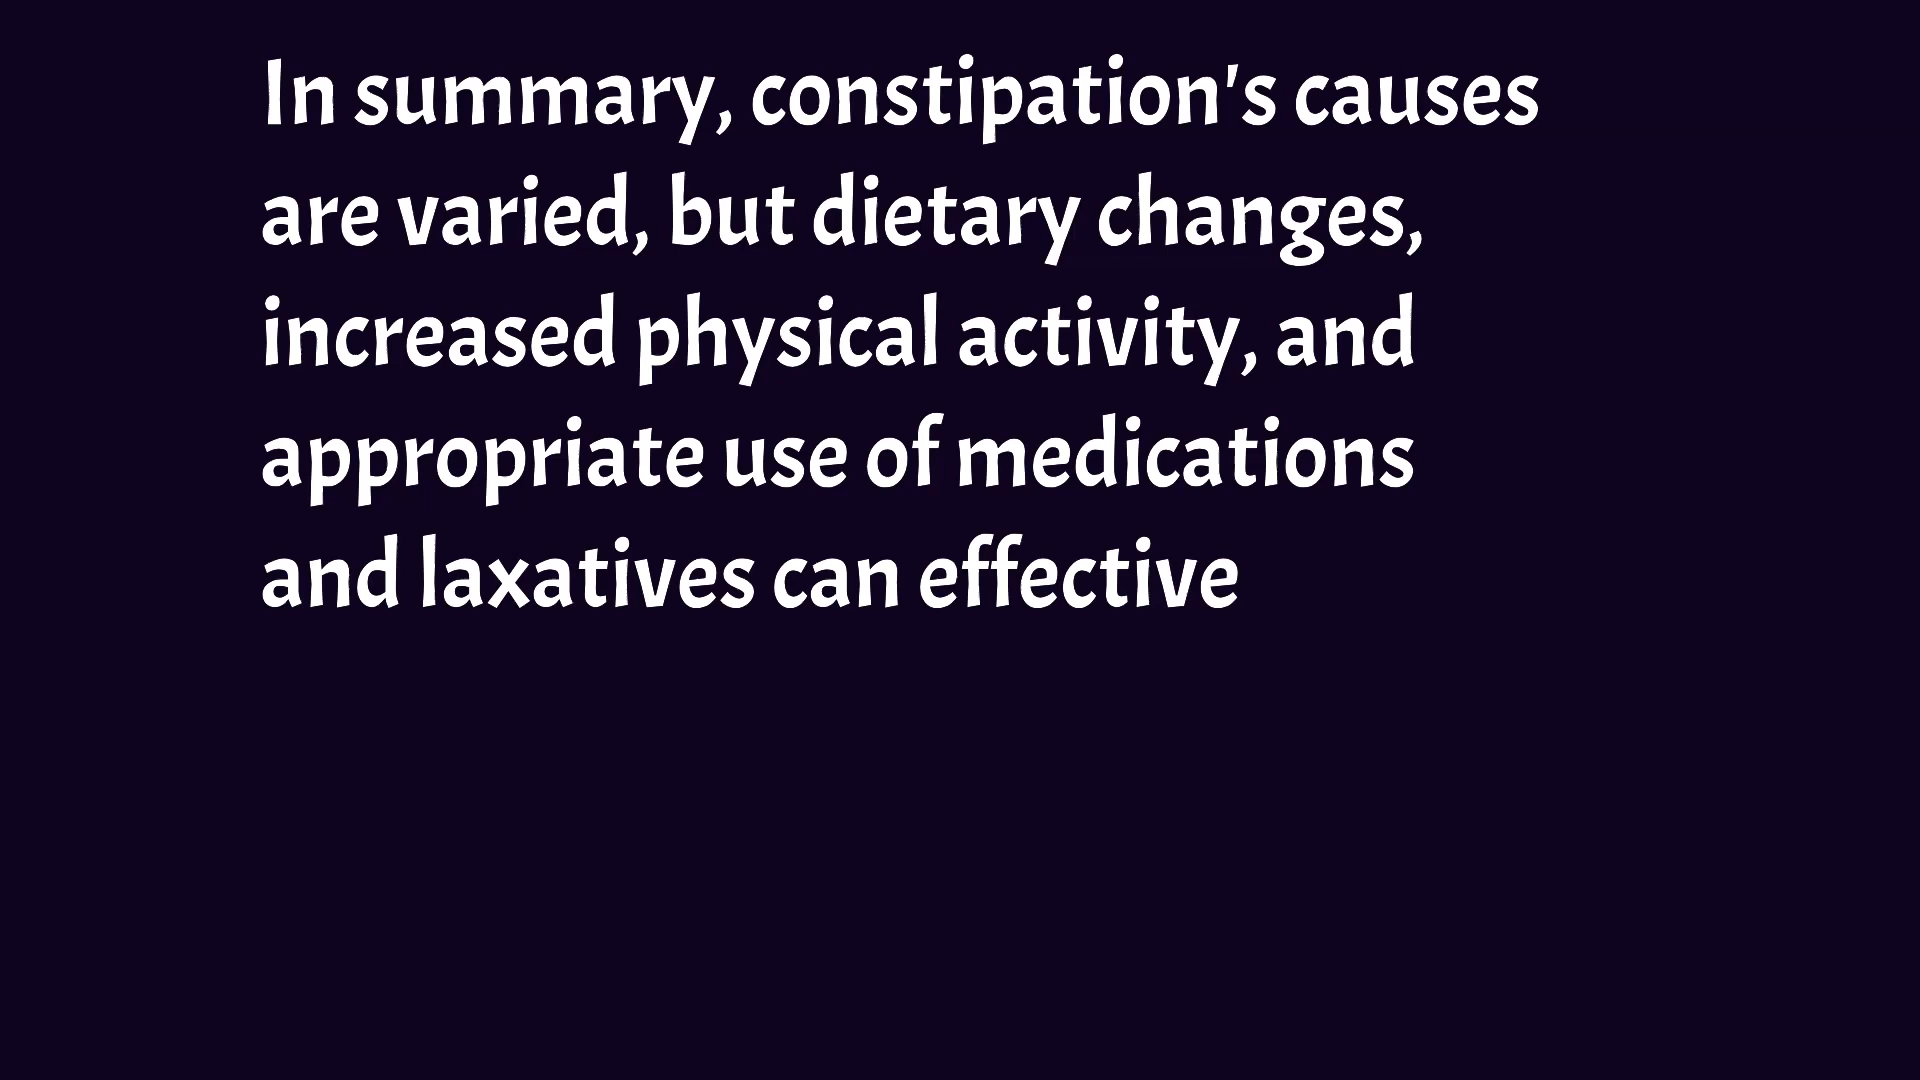 In summary, constipation's causes
are varied, but dietary changes,
increased physical activity, and
appropriate use of medications
and laxatives can effective